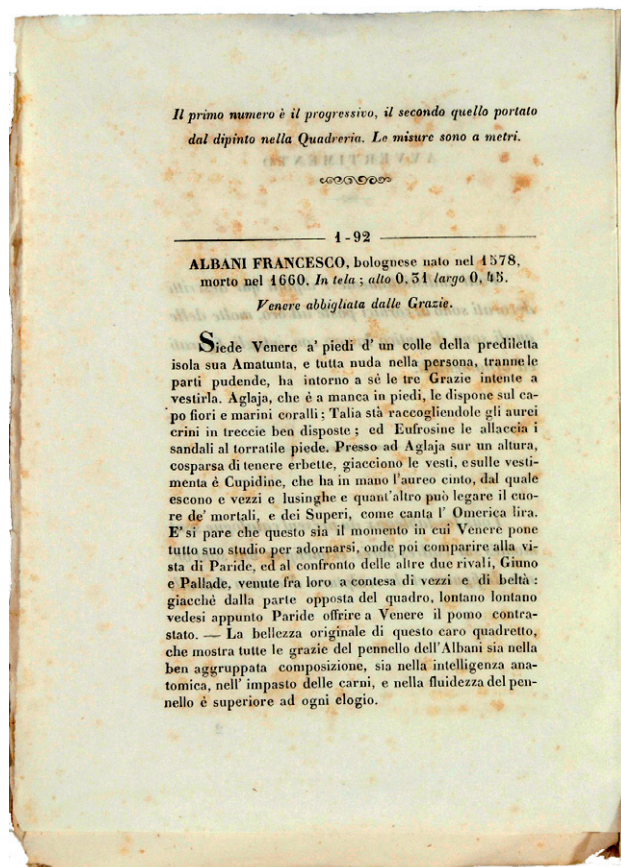 Il primo numero è il progressivo, il secondo quello portato
dal dipinto nella Quadreria. Le misure sono a metri.
1-92
ALBANI FRANCESCO, bolognese nato nel 1578,
morto nel 1660. In tela; alto 0,31 largo 0,45.
Venere abbigliata dalle Grazie.
Siede Venere a' piedi d' un colle della prediletta
isola sua Amatunta, e tutta nuda nella persona, tranne le
parti pudende, ha intorno a sè le tre Grazie intente a
vestirla. Aglaja, che è a manca in piedi, le dispone sul ca-
po fiori e marini coralli; Talia stà raccogliendole gli aurei
crini in treccie ben disposte; ed Eufrosine le allaccia i
sandali al torratile piede. Presso ad Aglaja sur un altura,
cosparsa di tenere erbette, giacciono le vesti, e sulle vesti-
menta è Cupidine, che ha in mano l'aureo cinto, dal quale
escono e vezzi e lusinghe e quant'altro può legare il cuo-
re de' mortali, e dei Superi, come canta l' Omerica lira.
E' si pare che questo sia il momento in cui Venere pone
tutto suo studio per adornarsi, onde poi comparire alla vi-
sta di Paride, ed al confronto delle altre due rivali, Giuno
e Pallade, venute fra loro a contesa di vezzi e di beltà:
giacchè dalla parte opposta del quadro, lontano lontano
vedesi appunto Paride offrire a Venere il pomo contra-
stato. — La bellezza originale di questo caro quadretto,
che mostra tutte le grazie del pennello dell'Albani sia nella
ben aggruppata composizione, sia nella intelligenza ana-
tomica, nell' impasto delle carni, e nella fluidezza del pen-
nello è superiore ad ogni elogio.